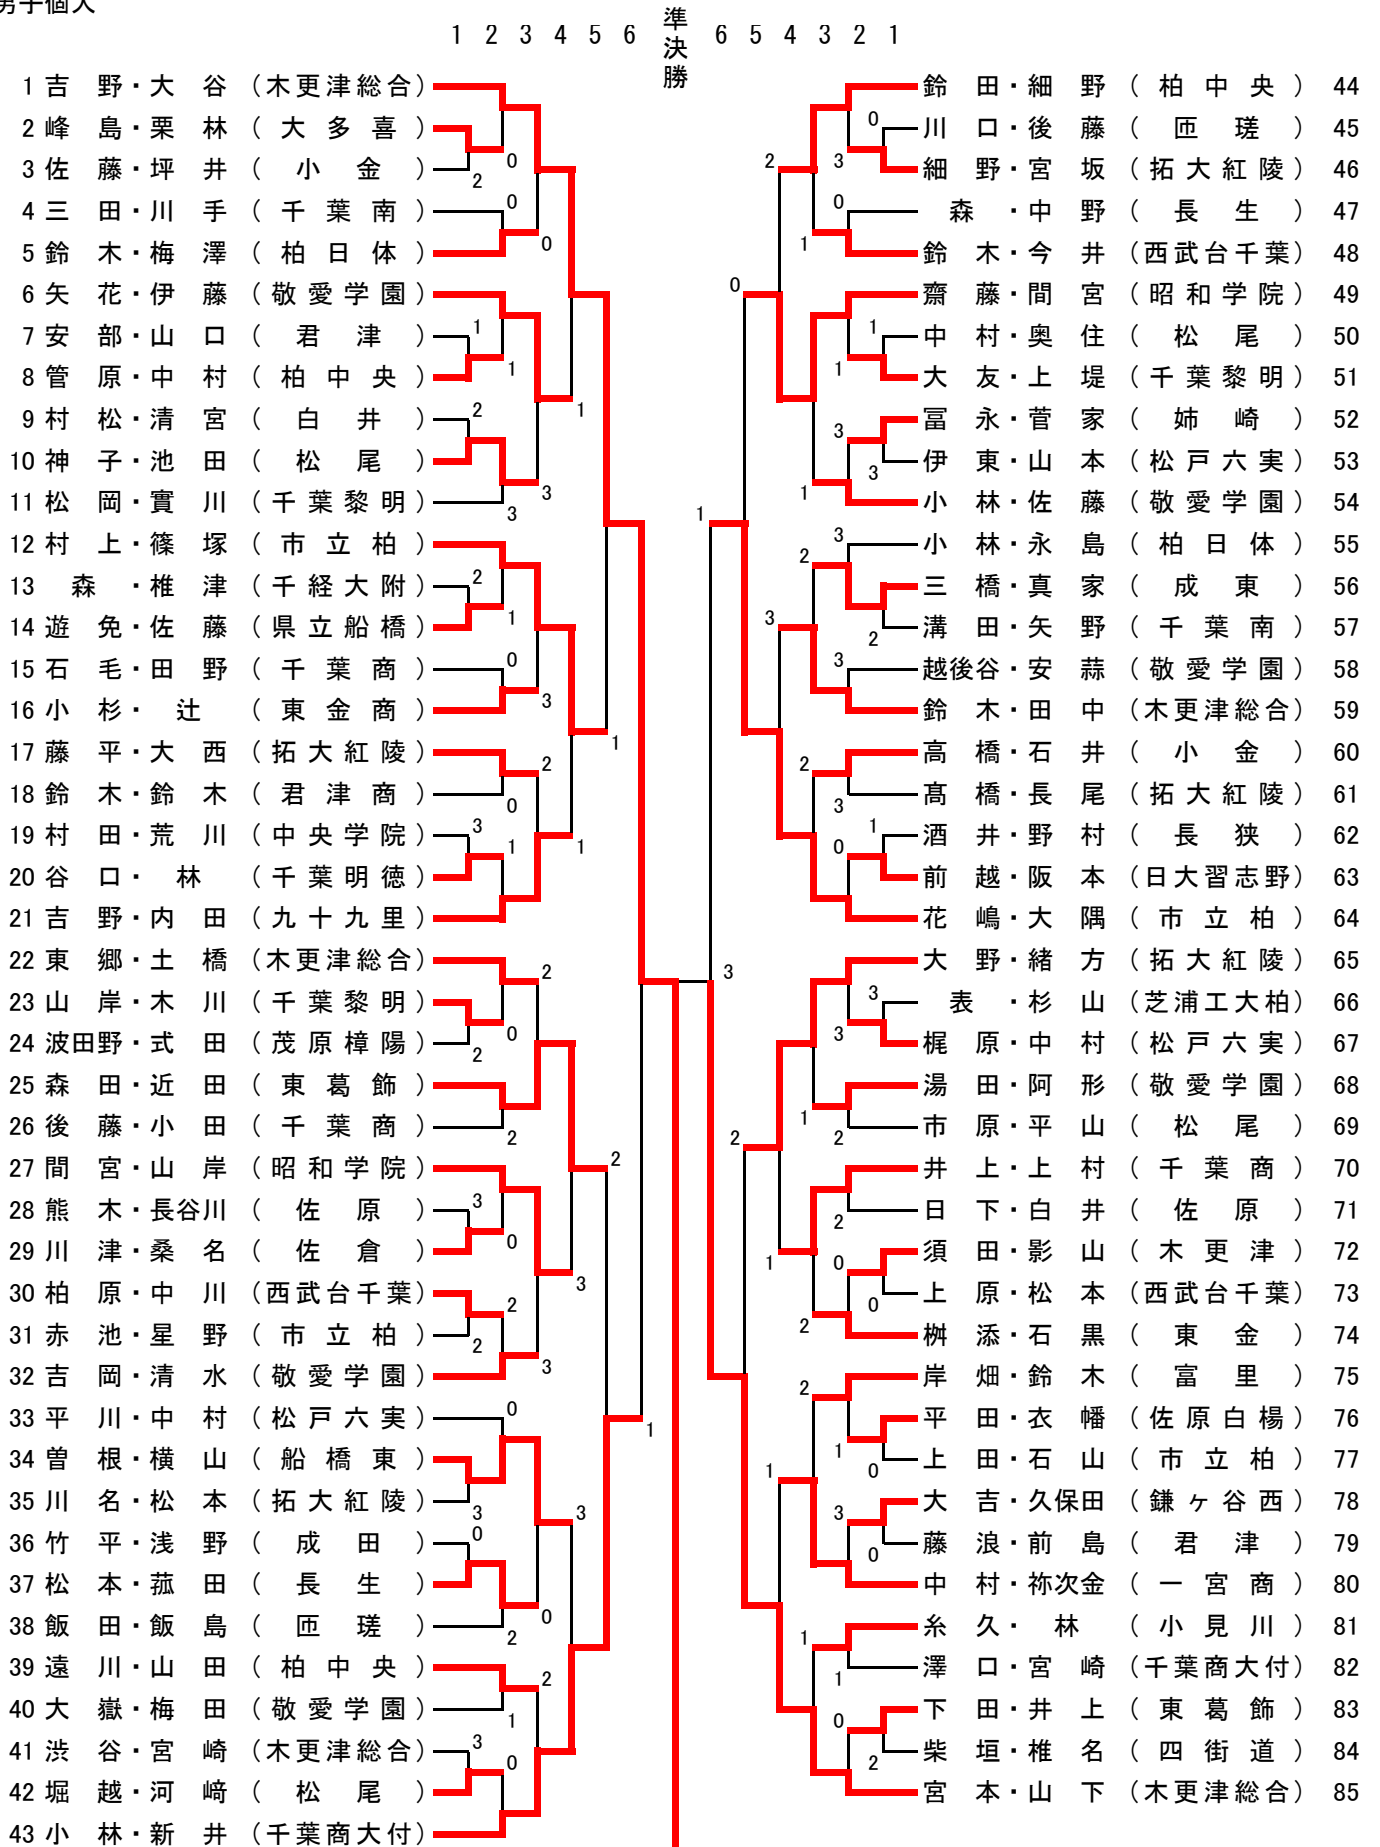 男子個人
1 2 3 4 5 6 準決勝 6 5 4 3 2 1
1 吉野・大谷 (木更津総合)
2 峰島・栗林 (大多喜)
3 佐藤・坪井 (小金)
4 三田・川手 (千葉南)
5 鈴木・梅澤 (柏日体)
6 矢花・伊藤 (敬愛学園)
7 安部・山口 (君津)
8 管原・中村 (柏中央)
9 村松・清宮 (白井)
10 神子・池田 (松尾)
11 松岡・實川 (千葉黎明)
12 村上・篠塚 (市立柏)
13 森・椎津 (千経大附)
14 遊免・佐藤 (県立船橋)
15 石毛・田野 (千葉商)
16 小杉・辻 (東金商)
17 藤平・大西 (拓大紅陵)
18 鈴木・鈴木 (君津商)
19 村田・荒川 (中央学院)
20 谷口・林 (千葉明徳)
21 吉野・内田 (九十九里)
22 東郷・土橋 (木更津総合)
23 山岸・木川 (千葉黎明)
24 波田野・式田 (茂原樟陽)
25 森田・近田 (東葛飾)
26 後藤・小田 (千葉商)
27 間宮・山岸 (昭和学院)
28 熊木・長谷川 (佐原)
29 川津・桑名 (佐倉)
30 柏原・中川 (西武台千葉)
31 赤池・星野 (市立柏)
32 吉岡・清水 (敬愛学園)
33 平川・中村 (松戸六実)
34 曽根・横山 (船橋東)
35 川名・松本 (拓大紅陵)
36 竹平・浅野 (成田)
37 松本・菰田 (長生)
38 飯田・飯島 (匝瑳)
39 遠川・山田 (柏中央)
40 大嶽・梅田 (敬愛学園)
41 渋谷・宮崎 (木更津総合)
42 堀越・河﨑 (松尾)
43 小林・新井 (千葉商大付)
鈴田・細野 (柏中央) 44
川口・後藤 (匝瑳) 45
細野・宮坂 (拓大紅陵) 46
森・中野 (長生) 47
鈴木・今井 (西武台千葉) 48
齋藤・間宮 (昭和学院) 49
中村・奥住 (松尾) 50
大友・上堤 (千葉黎明) 51
冨永・菅家 (姉崎) 52
伊東・山本 (松戸六実) 53
小林・佐藤 (敬愛学園) 54
小林・永島 (柏日体) 55
三橋・真家 (成東) 56
溝田・矢野 (千葉南) 57
越後谷・安蒜 (敬愛学園) 58
鈴木・田中 (木更津総合) 59
高橋・石井 (小金) 60
髙橋・長尾 (拓大紅陵) 61
酒井・野村 (長狭) 62
前越・阪本 (日大習志野) 63
花嶋・大隅 (市立柏) 64
大野・緒方 (拓大紅陵) 65
表・杉山 (芝浦工大柏) 66
梶原・中村 (松戸六実) 67
湯田・阿形 (敬愛学園) 68
市原・平山 (松尾) 69
井上・上村 (千葉商) 70
日下・白井 (佐原) 71
須田・影山 (木更津) 72
上原・松本 (西武台千葉) 73
桝添・石黒 (東金) 74
岸畑・鈴木 (富里) 75
平田・衣幡 (佐原白楊) 76
上田・石山 (市立柏) 77
大吉・久保田 (鎌ヶ谷西) 78
藤浪・前島 (君津) 79
中村・祢次金 (一宮商) 80
糸久・林 (小見川) 81
澤口・宮崎 (千葉商大付) 82
下田・井上 (東葛飾) 83
柴垣・椎名 (四街道) 84
宮本・山下 (木更津総合) 85